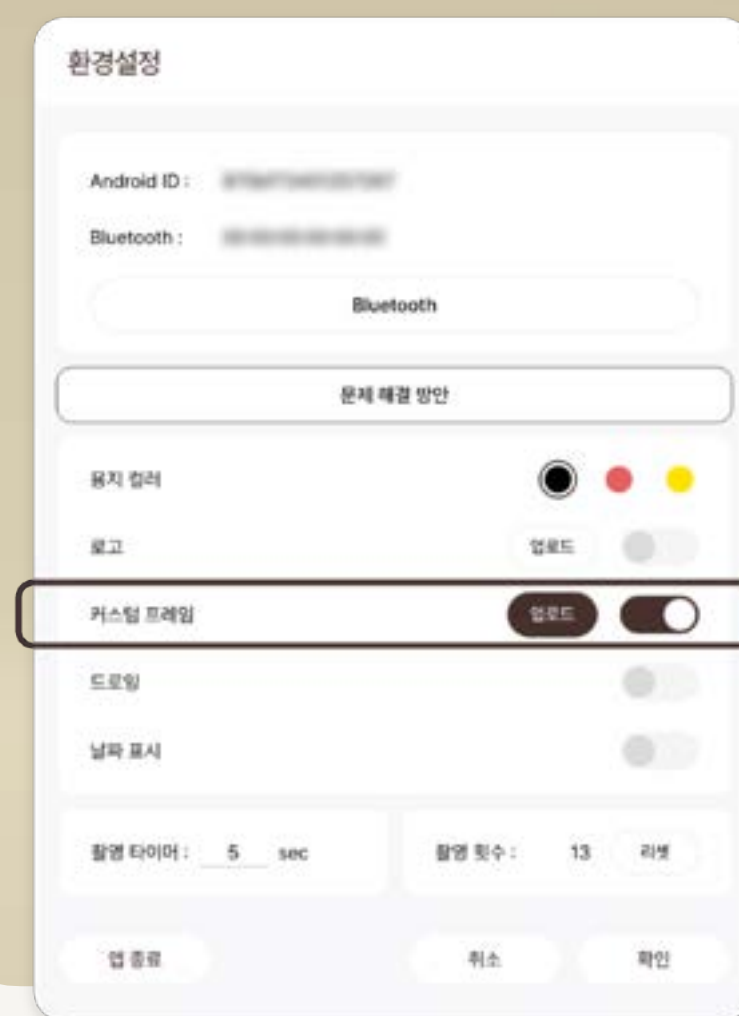 환경설정
Android ID :
Bluetooth :
Bluetooth
문제 해결 방안
용지 컬러
로고 업로드
커스텀 프레임 업로드
드로잉
날짜 표시
촬영 타이머 : 5 sec 촬영 횟수 : 13 리셋
앱 종료 취소 확인